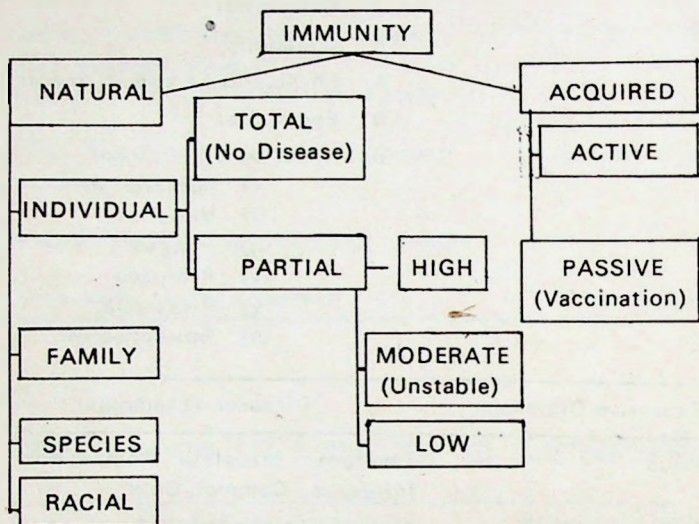 IMMUNITY
NATURAL
ACQUIRED
TOTAL
(No Disease)
ACTIVE
INDIVIDUAL
PARTIAL
HIGH
PASSIVE
(Vaccination)
FAMILY
MODERATE
(Unstable)
SPECIES
LOW
RACIAL